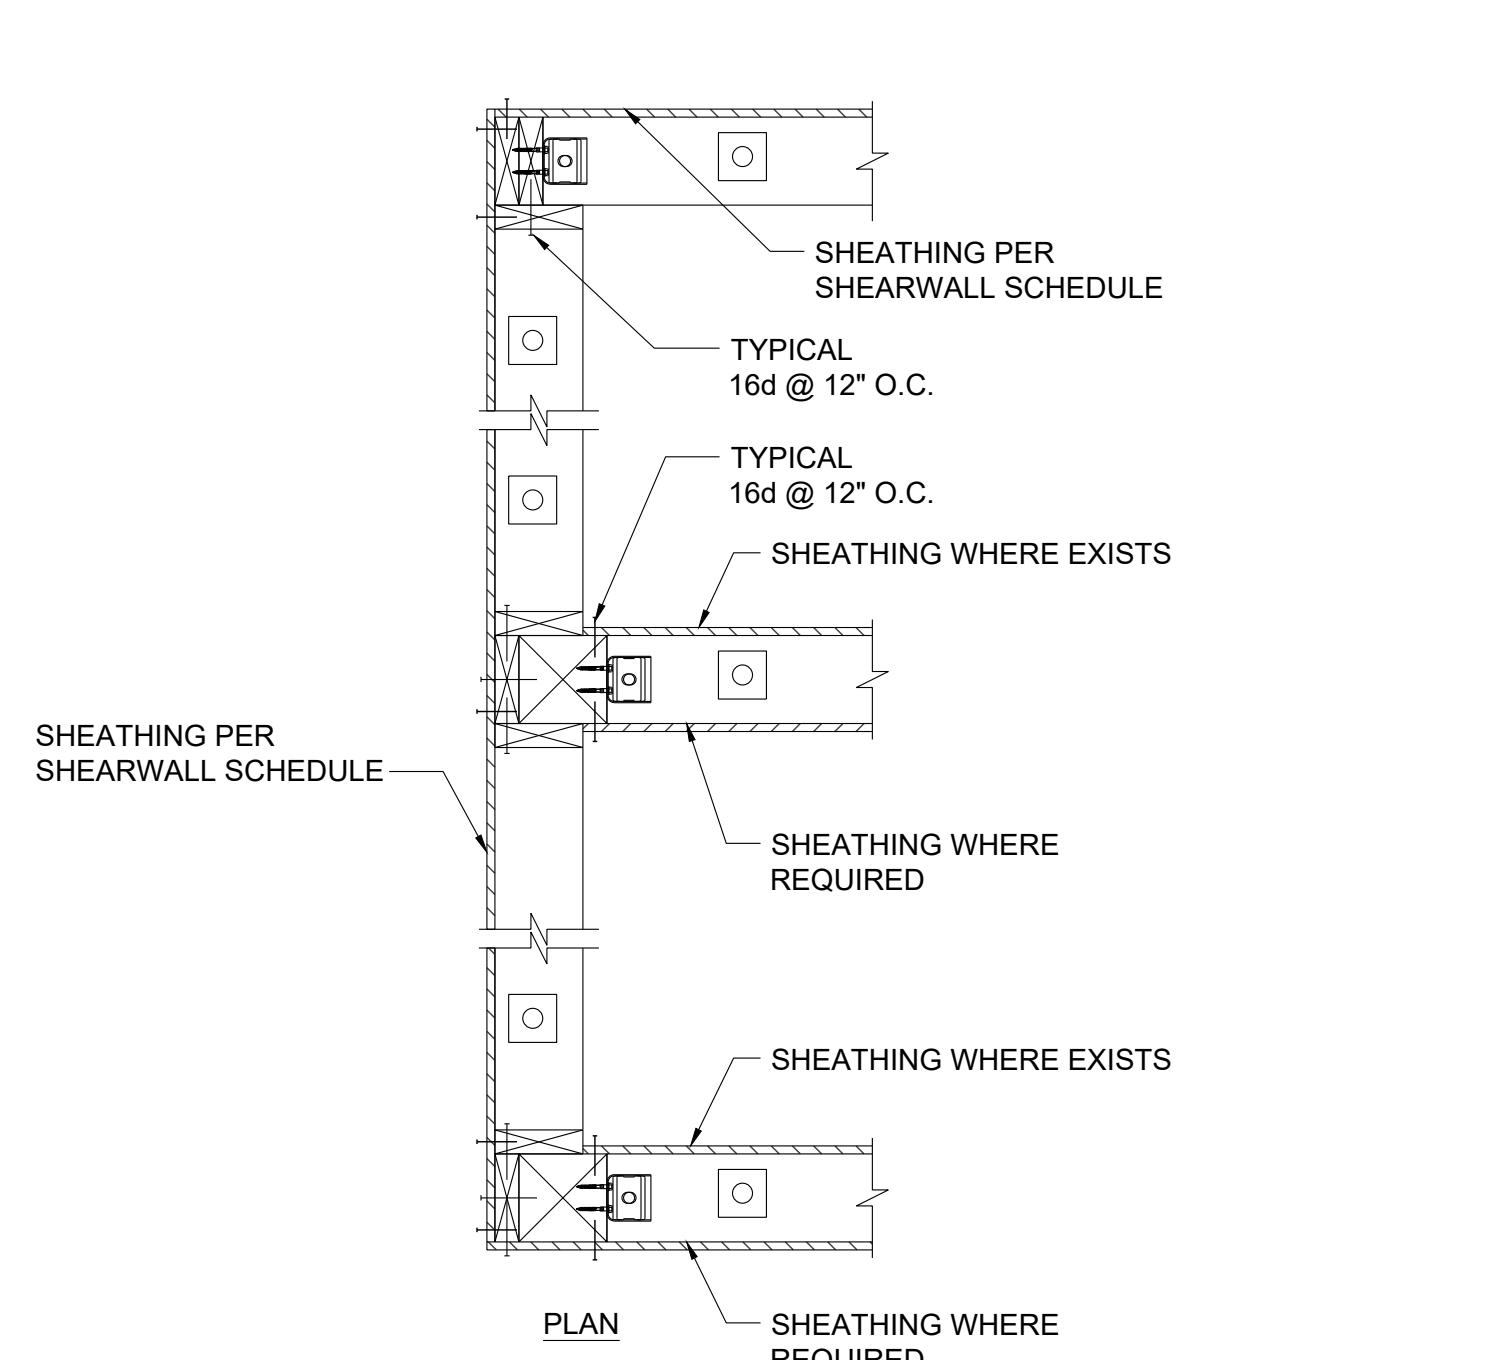 SHEATHING PER
SHEARWALL SCHEDULE
TYPICAL
16d @ 12" O.C.
TYPICAL
16d @ 12" O.C.
SHEATHING WHERE EXISTS
SHEATHING PER
SHEARWALL SCHEDULE
SHEATHING WHERE
REQUIRED
SHEATHING WHERE EXISTS
PLAN
SHEATHING WHERE
REQUIRED